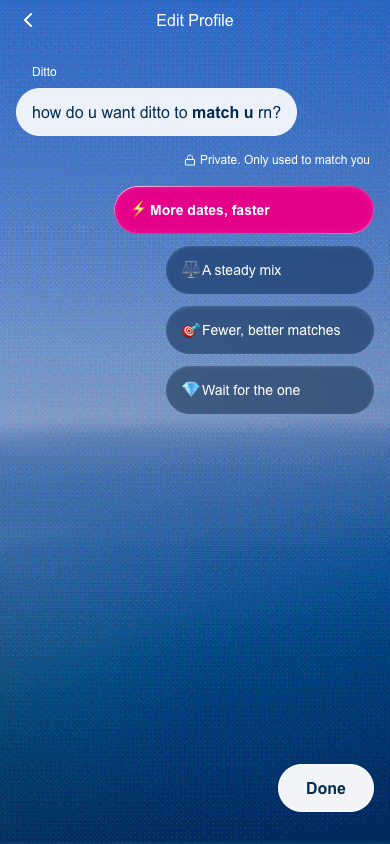 Edit Profile
Ditto
how do u want ditto to match u rn?
Private. Only used to match you
⚡ More dates, faster
⚖️ A steady mix
🎯 Fewer, better matches
💎 Wait for the one
Done